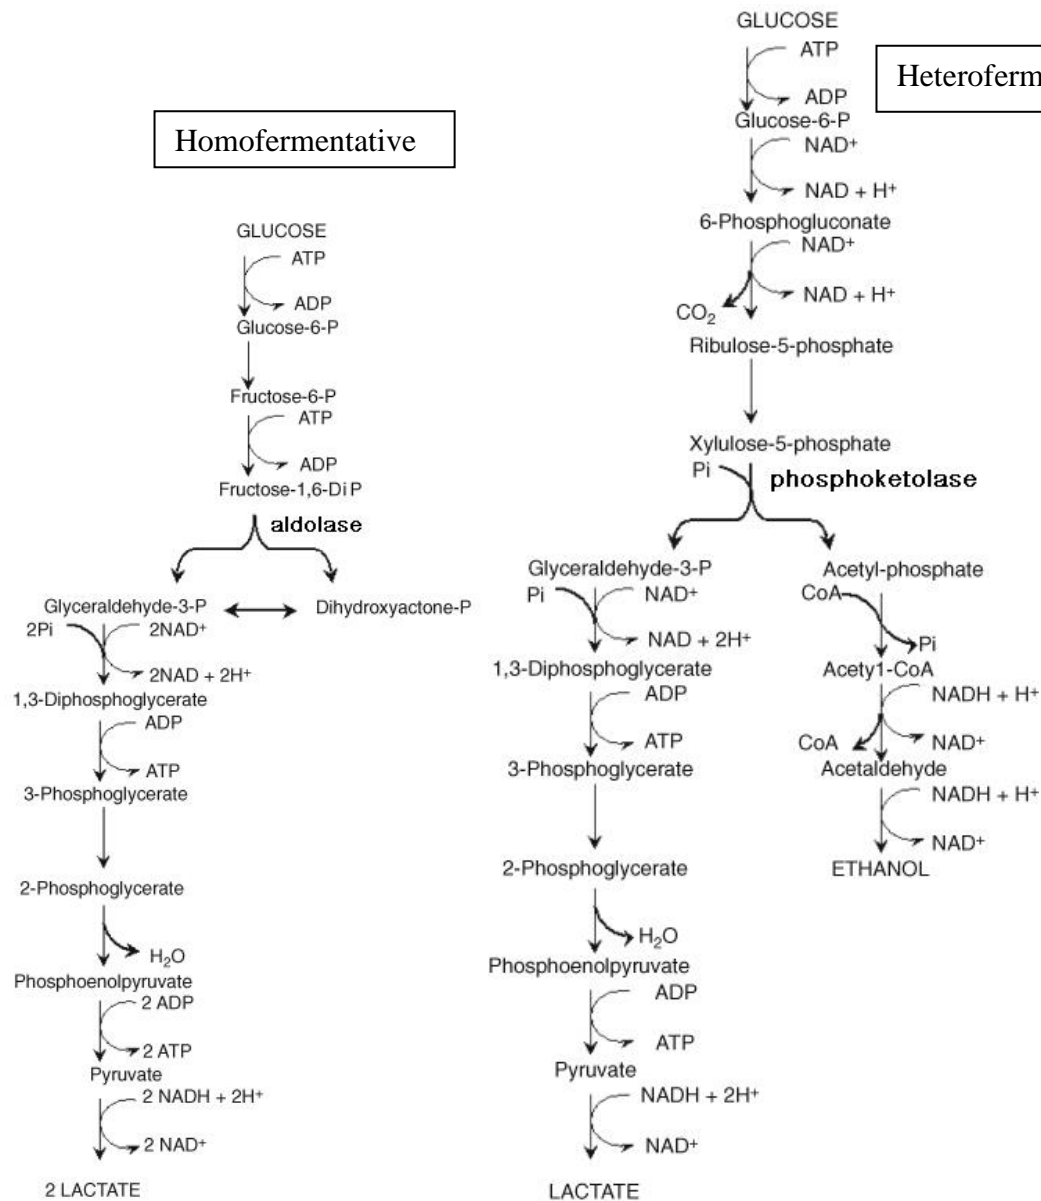 Homofermentative
GLUCOSE
ATP
ADP
Glucose-6-P
Fructose-6-P
ATP
ADP
Fructose-1,6-Di P
aldolase
Glyceraldehyde-3-P
Dihydroxyactone-P
2Pi
2NAD⁺
2NAD + 2H⁺
1,3-Diphosphoglycerate
ADP
ATP
3-Phosphoglycerate
2-Phosphoglycerate
H₂O
Phosphoenolpyruvate
2 ADP
2 ATP
Pyruvate
2 NADH + 2H⁺
2 NAD⁺
2 LACTATE
Heteroferm
GLUCOSE
ATP
ADP
Glucose-6-P
NAD⁺
NAD + H⁺
6-Phosphogluconate
NAD⁺
NAD + H⁺
CO₂
Ribulose-5-phosphate
Xylulose-5-phosphate
Pi
phosphoketolase
Glyceraldehyde-3-P
Pi
NAD⁺
NAD + 2H⁺
1,3-Diphosphoglycerate
ADP
ATP
3-Phosphoglycerate
2-Phosphoglycerate
H₂O
Phosphoenolpyruvate
ADP
ATP
Pyruvate
NADH + 2H⁺
NAD⁺
LACTATE
Acetyl-phosphate
CoA
Pi
Acety1-CoA
NADH + H⁺
CoA
NAD⁺
Acetaldehyde
NADH + H⁺
NAD⁺
ETHANOL